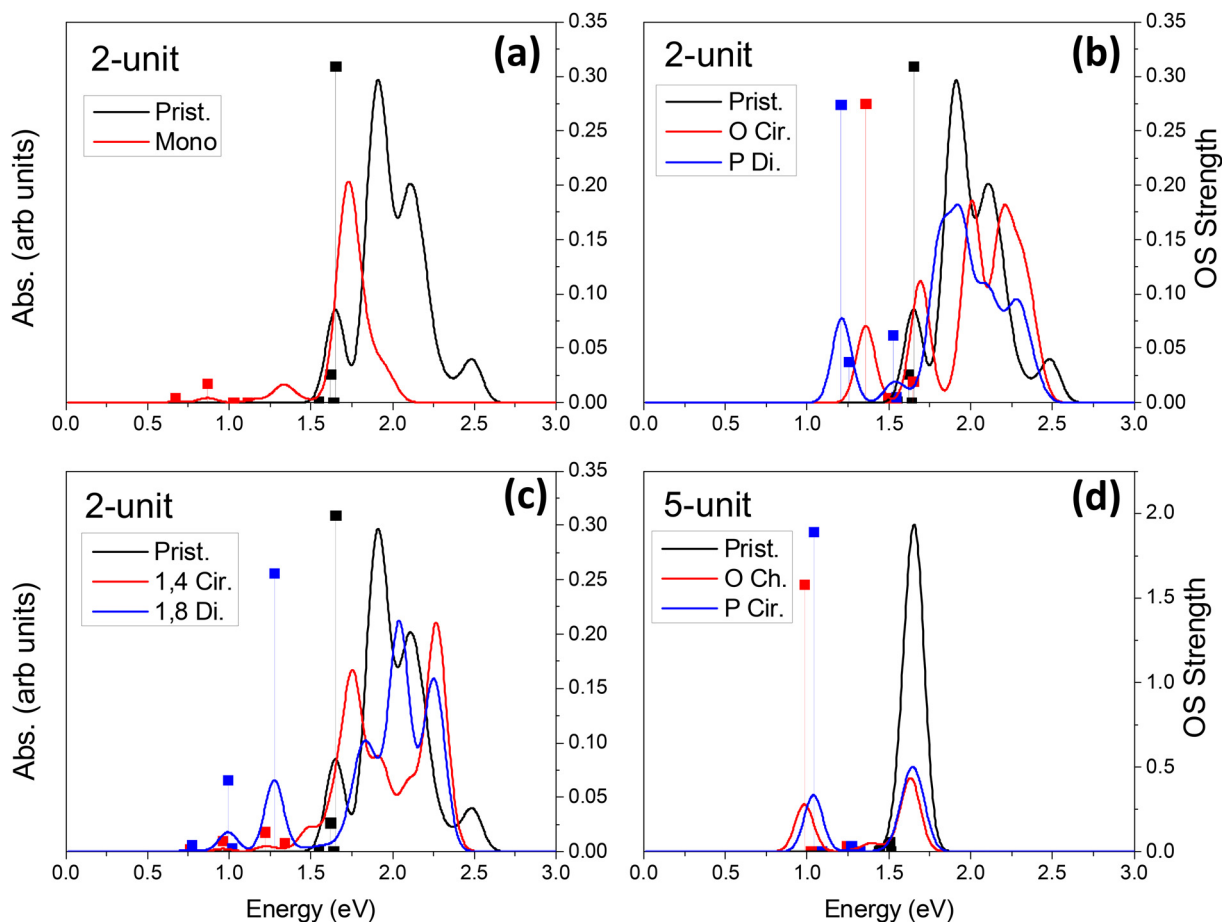 (a)
2-unit
Prist.
Mono
Abs. (arb units)
0.35
0.30
0.25
0.20
0.15
0.10
0.05
0.00
0.0 0.5 1.0 1.5 2.0 2.5 3.0
(b)
2-unit
Prist.
O Cir.
P Di.
0.35
0.30
0.25
0.20
0.15
0.10
0.05
0.00
OS Strength
0.0 0.5 1.0 1.5 2.0 2.5 3.0
(c)
2-unit
Prist.
1,4 Cir.
1,8 Di.
Abs. (arb units)
0.35
0.30
0.25
0.20
0.15
0.10
0.05
0.00
0.0 0.5 1.0 1.5 2.0 2.5 3.0
Energy (eV)
(d)
5-unit
Prist.
O Ch.
P Cir.
2.0
1.5
1.0
0.5
0.0
OS Strength
0.0 0.5 1.0 1.5 2.0 2.5 3.0
Energy (eV)